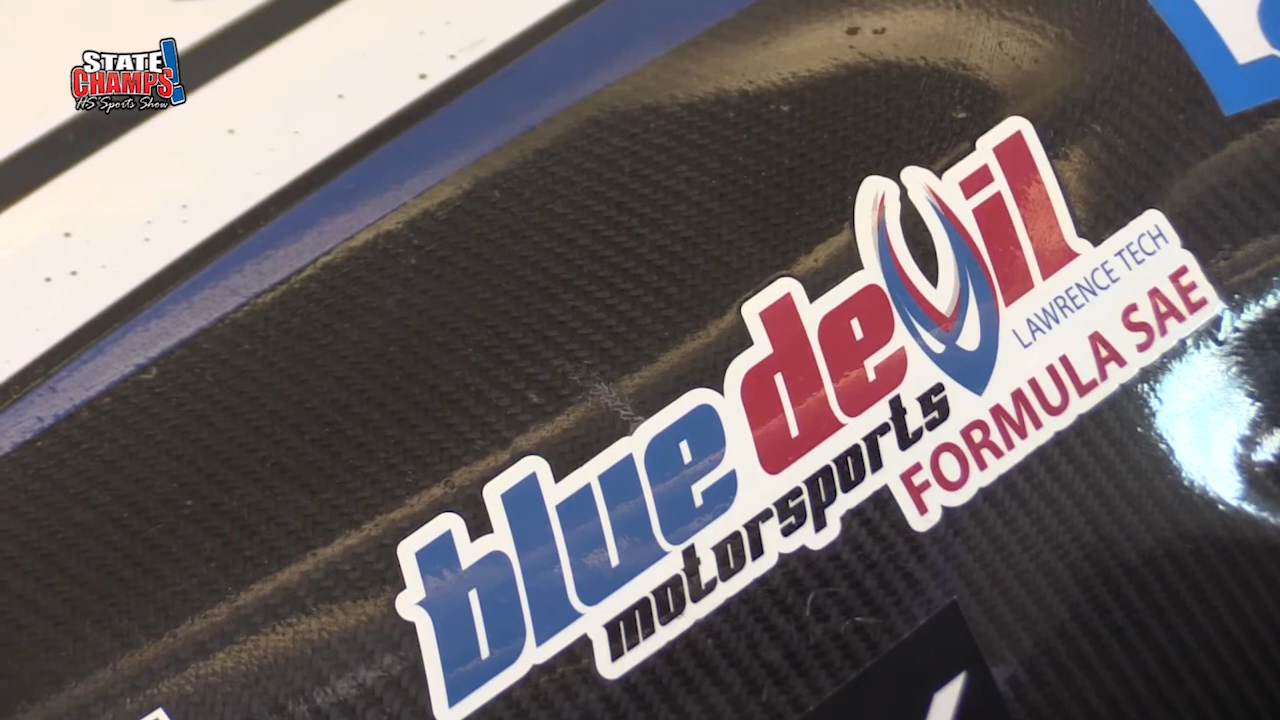 STATE
CHAMPS!
HS Sports Show
blue devil
motorsports
LAWRENCE TECH
FORMULA SAE